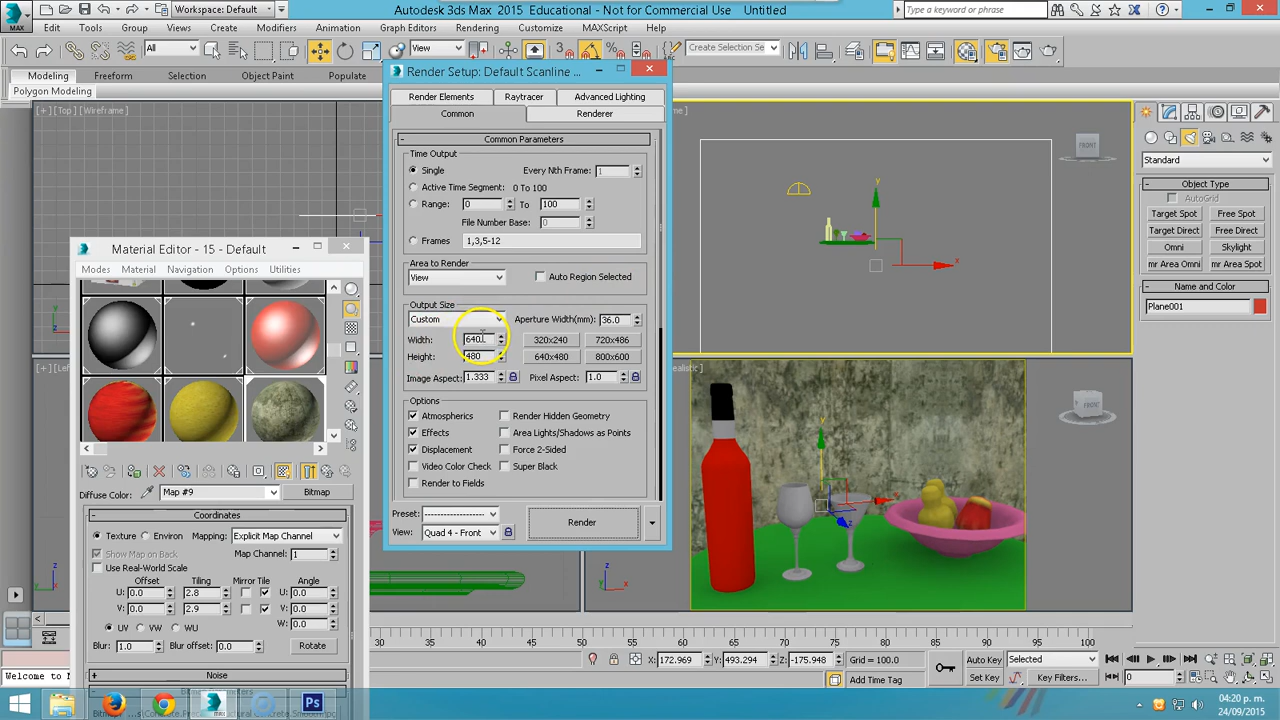 MAX Workspace: Default Autodesk 3ds Max 2015 Educational - Not for Commercial Use Untitled Type a keyword or phrase
Edit Tools Group Views Create Modifiers Animation Graph Editors Rendering Customize MAXScript Help
All View Create Selection Se
Modeling Freeform Selection Object Paint Populate
Polygon Modeling
[+] [Top] [Wireframe]
Render Setup: Default Scanline ...
Render Elements Raytracer Advanced Lighting
Common Renderer
- Common Parameters
Time Output
Single Every Nth Frame: 1
Active Time Segment: 0 To 100
Range: 0 To 100
File Number Base: 0
Frames 1,3,5-12
Area to Render
View Auto Region Selected
Output Size
Custom Aperture Width(mm): 36.0
Width: 640 320x240 720x486
Height: 480 640x480 800x600
Image Aspect: 1.333 Pixel Aspect: 1.0
Options
Atmospherics Render Hidden Geometry
Effects Area Lights/Shadows as Points
Displacement Force 2-Sided
Video Color Check Super Black
Render to Fields
Preset: --------------------
View: Quad 4 - Front Render
FRONT
y
x
Standard
- Object Type
AutoGrid
Target Spot Free Spot
Target Direct Free Direct
Omni Skylight
mr Area Omni mr Area Spot
- Name and Color
Plane001
Material Editor - 15 - Default
Modes Material Navigation Options Utilities
Diffuse Color: Map #9 Bitmap
- Coordinates
Texture Environ Mapping: Explicit Map Channel
Show Map on Back Map Channel: 1
Use Real-World Scale
Offset Tiling Mirror Tile Angle
U: 0.0 2.8 U: 0.0
V: 0.0 2.9 V: 0.0
UV VW WU W: 0.0
Blur: 1.0 Blur offset: 0.0 Rotate
+ Noise
y
x
z
z
30 35 40 45 50 55 60 65 70 75 80 85 90 95 100
X: 172.969 Y: 493.294 Z: -175.948 Grid = 100.0 Auto Key Selected
Welcome to M Add Time Tag Set Key Key Filters... 0
04:20 p. m.
24/09/2015